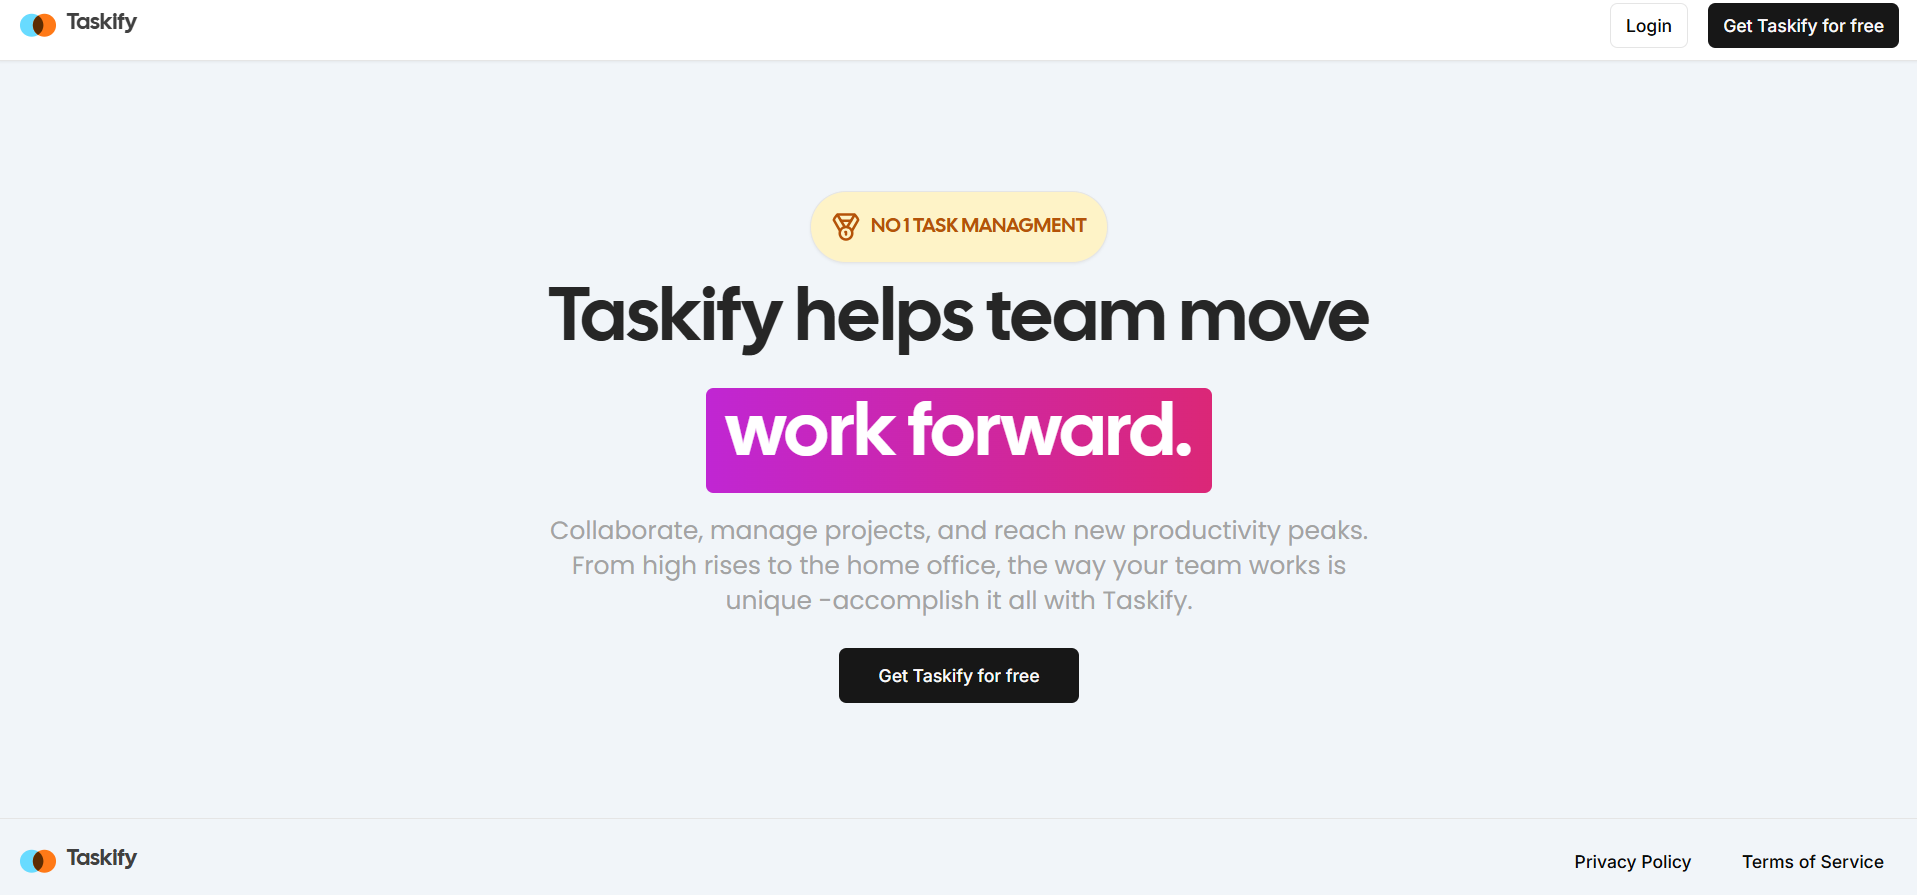 Taskify
Login
Get Taskify for free
NO 1 TASK MANAGMENT
Taskify helps team move
work forward.
Collaborate, manage projects, and reach new productivity peaks.
From high rises to the home office, the way your team works is
unique -accomplish it all with Taskify.
Get Taskify for free
Taskify
Privacy Policy
Terms of Service